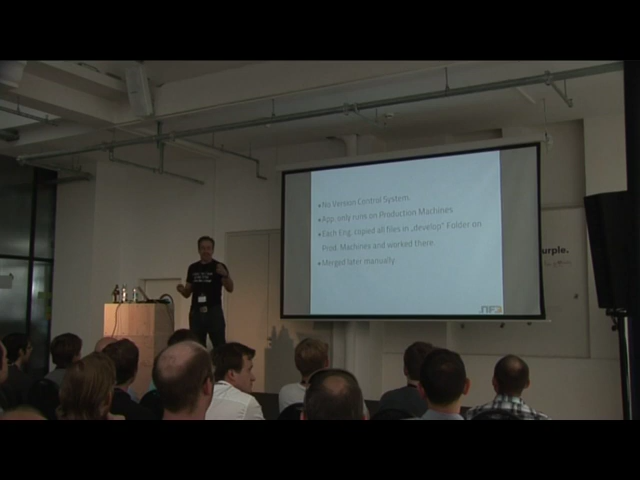 ●No Version Control System.
●App. only runs on Production Machines
●Each Eng. copied all files in „develop" Folder on
Prod. Machines and worked there.
●Merged later manually
urple.